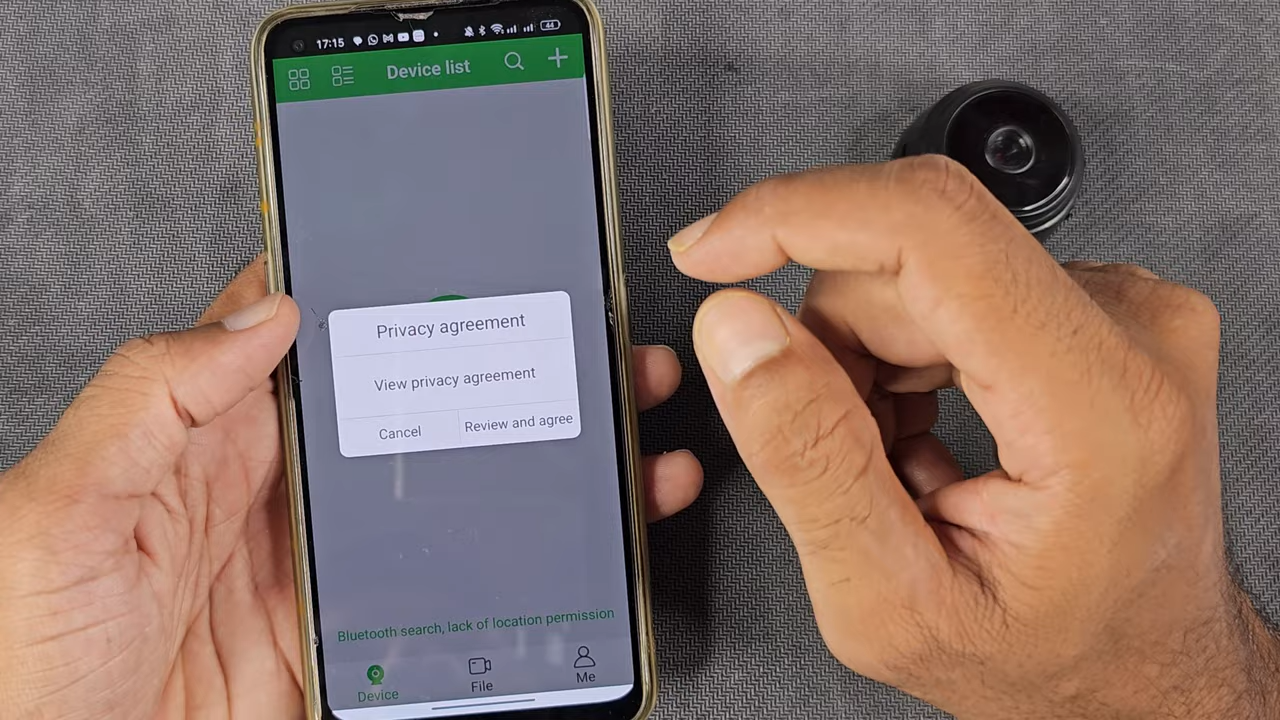 17:15
44
Device list
Privacy agreement
View privacy agreement
Cancel
Review and agree
Bluetooth search, lack of location permission
Device
File
Me